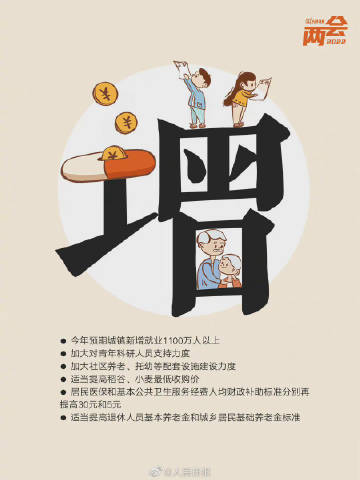 两会
2022
增
● 今年预期城镇新增就业1100万人以上
● 加大对青年科研人员支持力度
● 加大社区养老、托幼等配套设施建设力度
● 适当提高稻谷、小麦最低收购价
● 居民医保和基本公共卫生服务经费人均财政补助标准分别再
提高30元和5元
● 适当提高退休人员基本养老金和城乡居民基础养老金标准
@人民日报